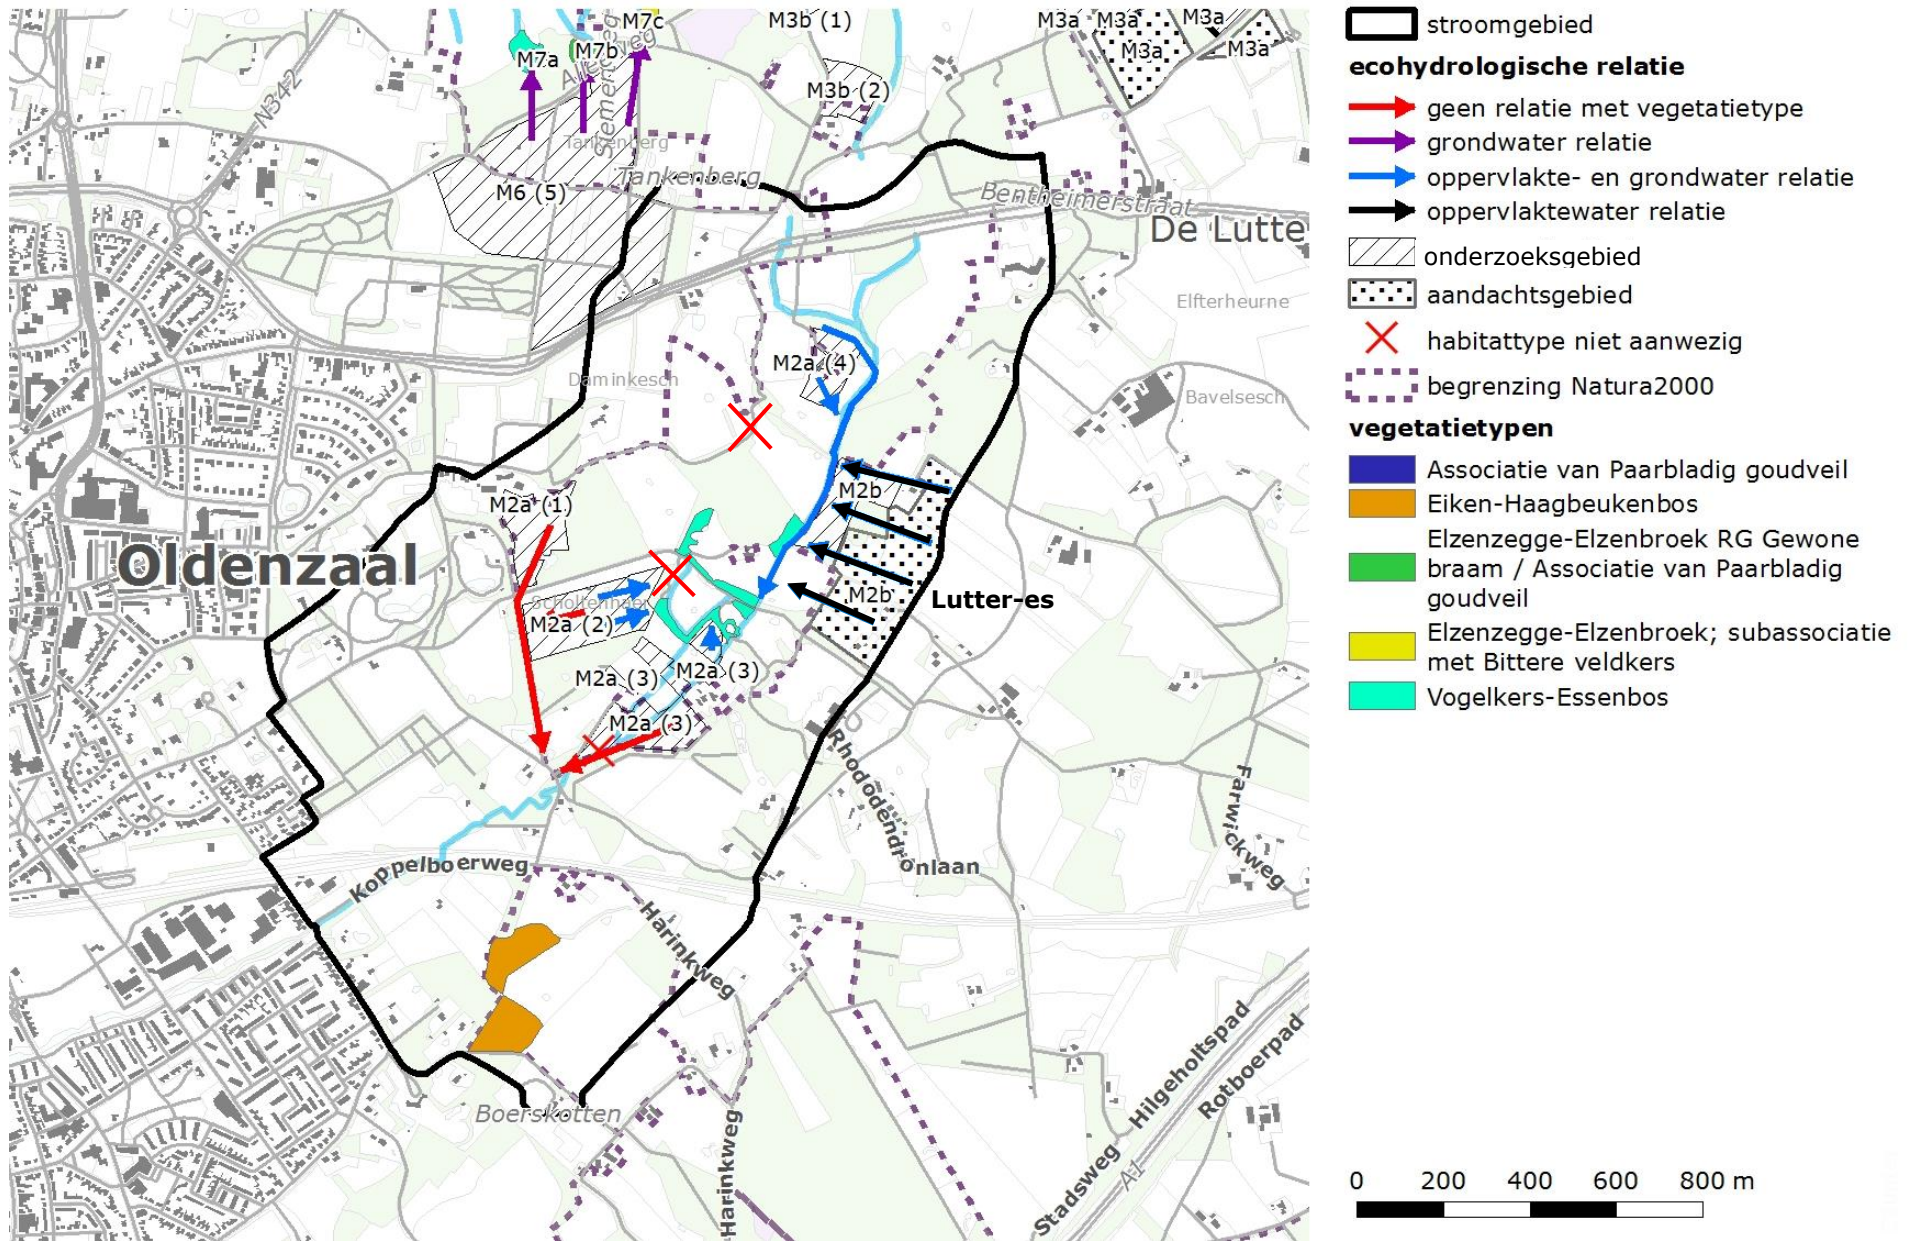 M7c
M3b (1)
M3a
M3a
M3a
M7b
M7a
M3a
M3a
N342
M3b (2)
Tankenberg
M6 (5)
Tankenberg
Bentheimerstraat
De Lutte
Elfterheurne
M2a (4)
Daminkesch
Bavelsesch
M2b
M2a (1)
Oldenzaal
M2b
Lutter-es
M2a (2)
M2a (3)
M2a (3)
M2a (3)
Rhododendronlaan
Farwickweg
Koppelboerweg
Harinkweg
Boerskotten
Harinkweg
Hilgeholtspad
Rotboerpad
Stadsweg
A1
stroomgebied
ecohydrologische relatie
geen relatie met vegetatietype
grondwater relatie
oppervlakte- en grondwater relatie
oppervlaktewater relatie
onderzoeksgebied
aandachtsgebied
habitattype niet aanwezig
begrenzing Natura2000
vegetatietypen
Associatie van Paarbladig goudveil
Eiken-Haagbeukenbos
Elzenzegge-Elzenbroek RG Gewone
braam / Associatie van Paarbladig
goudveil
Elzenzegge-Elzenbroek; subassociatie
met Bittere veldkers
Vogelkers-Essenbos
0 200 400 600 800 m